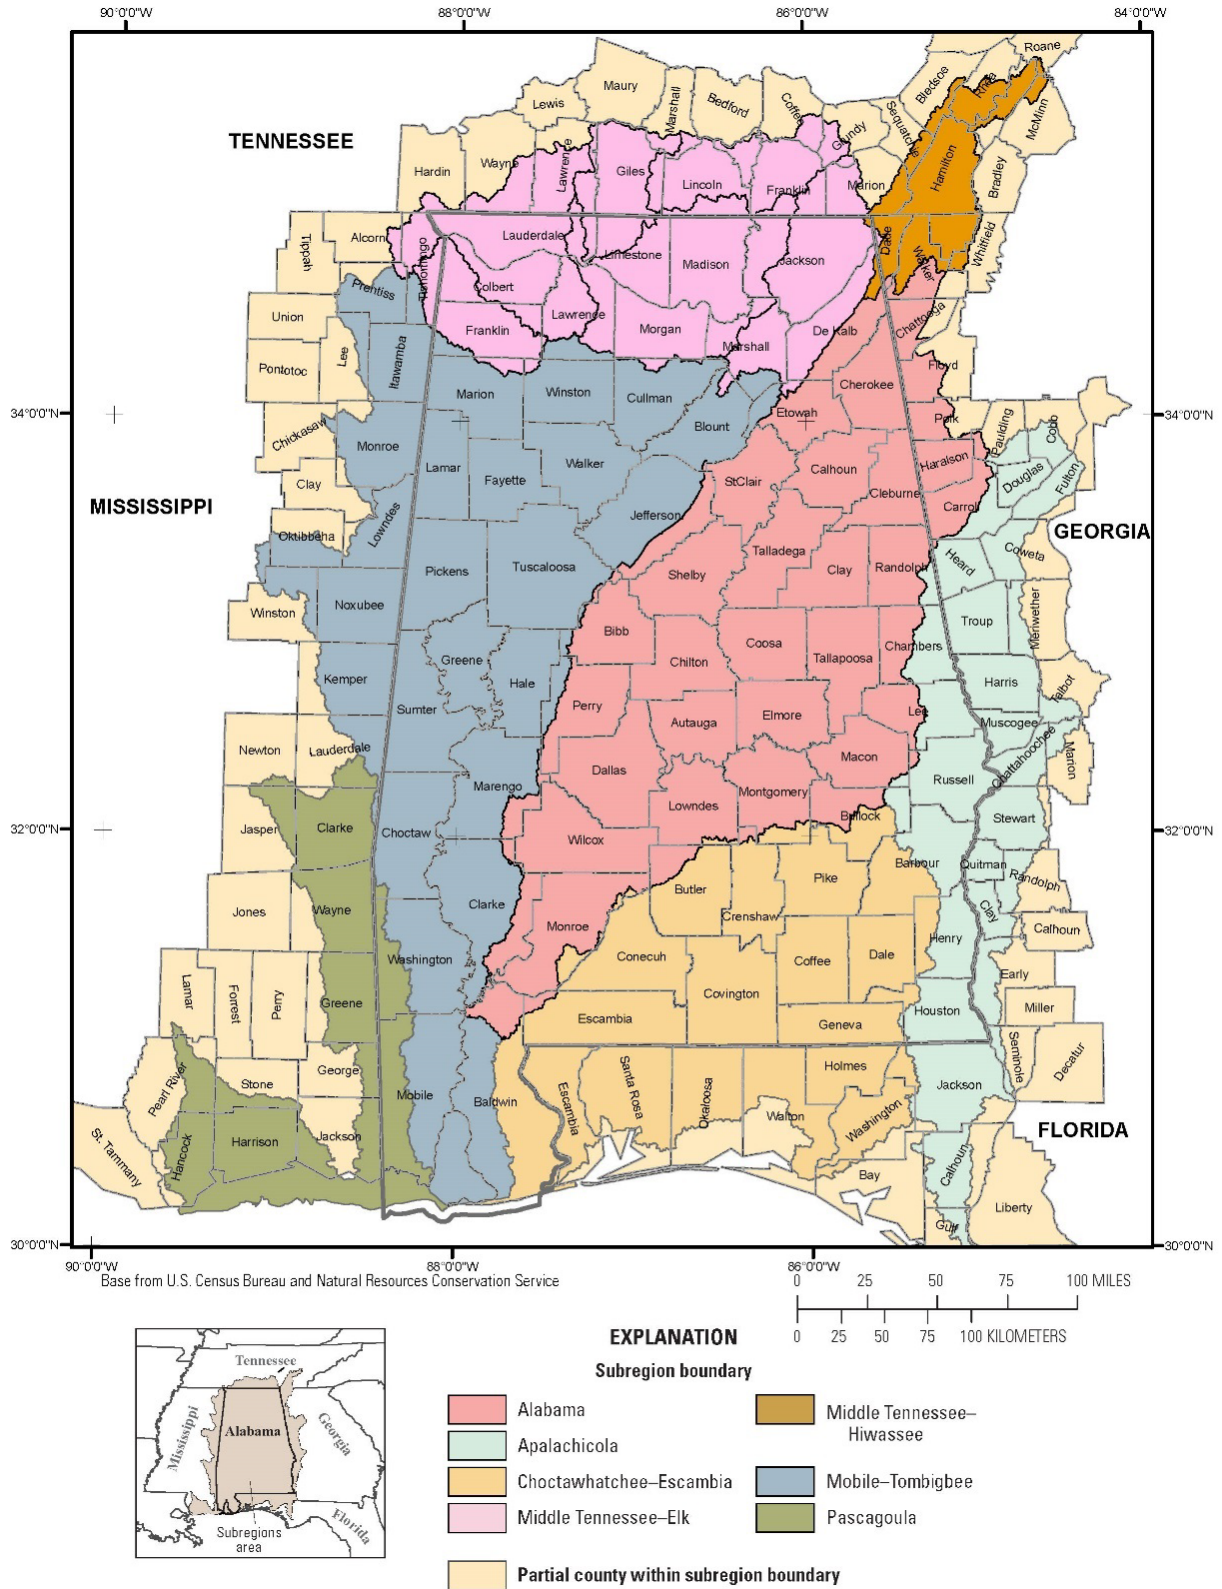 90°0'0"W 88°0'0"W 86°0'0"W 84°0'0"W
Roane
Bledsoe
Rhea
Maury
Lewis
Marshall
Bedford
Coffee
Sequatchie
McMinn
TENNESSEE
Grundy
Hamilton
Wayne
Lawrence
Giles
Hardin
Lincoln
Franklin
Marion
Bradley
Tippah
Alcorn
Lauderdale
Dade
Whitfield
Tishomingo
Limestone
Madison
Jackson
Walker
Prentiss
Colbert
Union
Lawrence
Chattooga
Franklin
Morgan
De Kalb
Lee
Itawamba
Marshall
Pontotoc
Floyd
Marion
Winston
Cullman
Cherokee
34°0'0"N 34°0'0"N
Etowah
Polk
Paulding
Cobb
Chickasaw
Blount
Monroe
Lamar
Walker
Calhoun
Haralson
Clay
Fayette
StClair
Douglas
Fulton
Cleburne
MISSISSIPPI
Carroll
Jefferson
Lowndes
GEORGIA
Oktibbeha
Talladega
Coweta
Pickens
Tuscaloosa
Shelby
Clay
Randolph
Heard
Winston
Noxubee
Meriwether
Troup
Bibb
Coosa
Chambers
Greene
Chilton
Tallapoosa
Kemper
Hale
Harris
Talbot
Sumter
Perry
Autauga
Elmore
Lee
Muscogee
Newton
Lauderdale
Macon
Chattahoochee
Marion
Dallas
Russell
Marengo
Montgomery
Lowndes
32°0'0"N 32°0'0"N
Jasper
Clarke
Choctaw
Bullock
Stewart
Wilcox
Barbour
Quitman
Pike
Randolph
Butler
Jones
Wayne
Clarke
Crenshaw
Clay
Monroe
Henry
Calhoun
Washington
Conecuh
Coffee
Dale
Early
Lamar
Forrest
Perry
Greene
Covington
Houston
Miller
Escambia
Geneva
Seminole
Decatur
George
Holmes
Pearl River
Stone
Escambia
Santa Rosa
Okaloosa
Jackson
Mobile
Baldwin
Walton
Washington
St. Tammany
Hancock
Harrison
Jackson
FLORIDA
Calhoun
Bay
Liberty
Gulf
30°0'0"N 30°0'0"N
90°0'0"W 88°0'0"W 86°0'0"W
Base from U.S. Census Bureau and Natural Resources Conservation Service
0 25 50 75 100 MILES
0 25 50 75 100 KILOMETERS
EXPLANATION
Subregion boundary
Alabama
Apalachicola
Choctawhatchee–Escambia
Middle Tennessee–Elk
Middle Tennessee–
Hiwassee
Mobile–Tombigbee
Pascagoula
Partial county within subregion boundary
Tennessee
Mississippi
Alabama
Georgia
Florida
Subregions
area